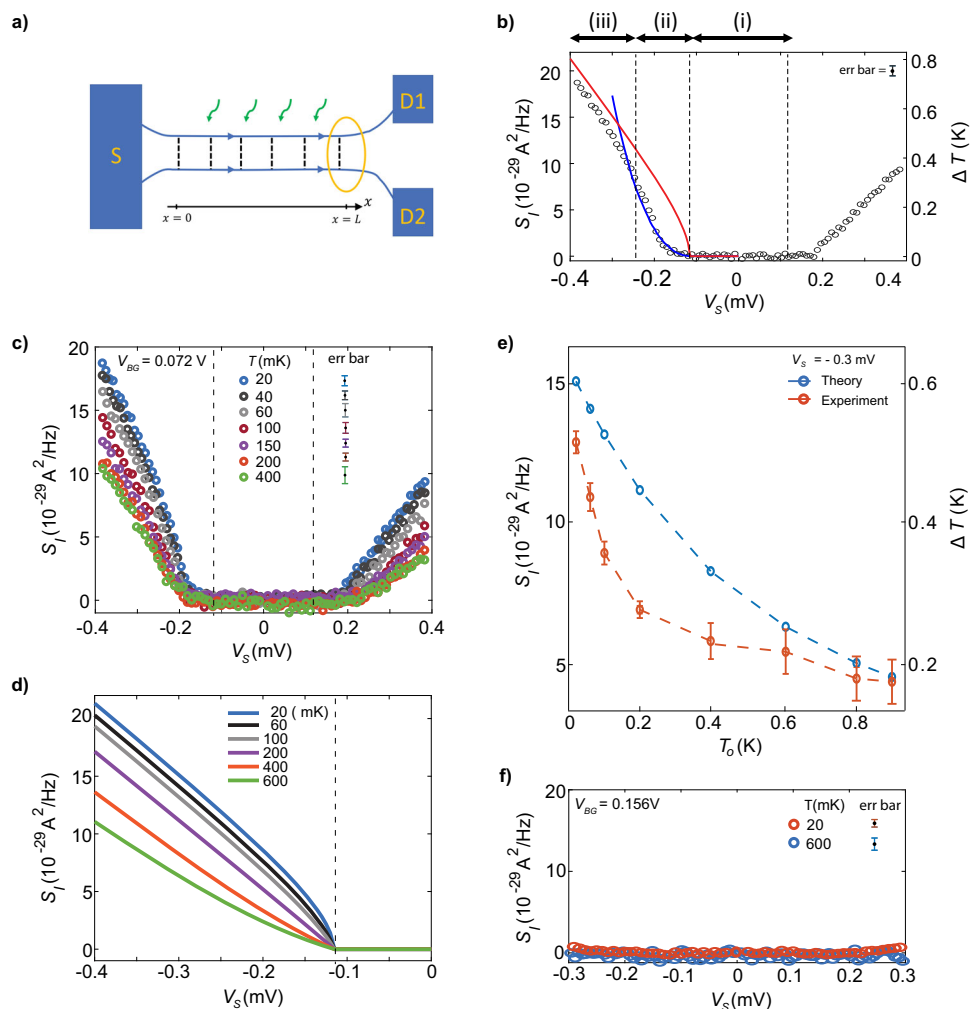 a)
S
D1
D2
x = 0
x = L
x
b)
(iii)
(ii)
(i)
err bar =
20
15
10
5
0
S_I (10^-29 A^2/Hz)
0.8
0.6
0.4
0.2
0
Δ T (K)
-0.4
-0.2
0
0.2
0.4
V_S (mV)
c)
V_BG = 0.072 V
T (mK)
err bar
20
40
60
100
150
200
400
20
15
10
5
0
S_I (10^-29 A^2/Hz)
-0.4
-0.2
0
0.2
0.4
V_S (mV)
e)
V_S = - 0.3 mV
Theory
Experiment
15
10
5
S_I (10^-29 A^2/Hz)
0.6
0.4
0.2
Δ T (K)
0
0.2
0.4
0.6
0.8
T_o (K)
d)
20 ( mK)
60
100
200
400
600
20
15
10
5
0
S_I (10^-29 A^2/Hz)
-0.4
-0.3
-0.2
-0.1
0
V_S (mV)
f)
V_BG = 0.156V
T(mK)
err bar
20
600
20
10
0
S_I (10^-29 A^2/Hz)
-0.3
-0.1
0
0.1
0.3
V_S (mV)